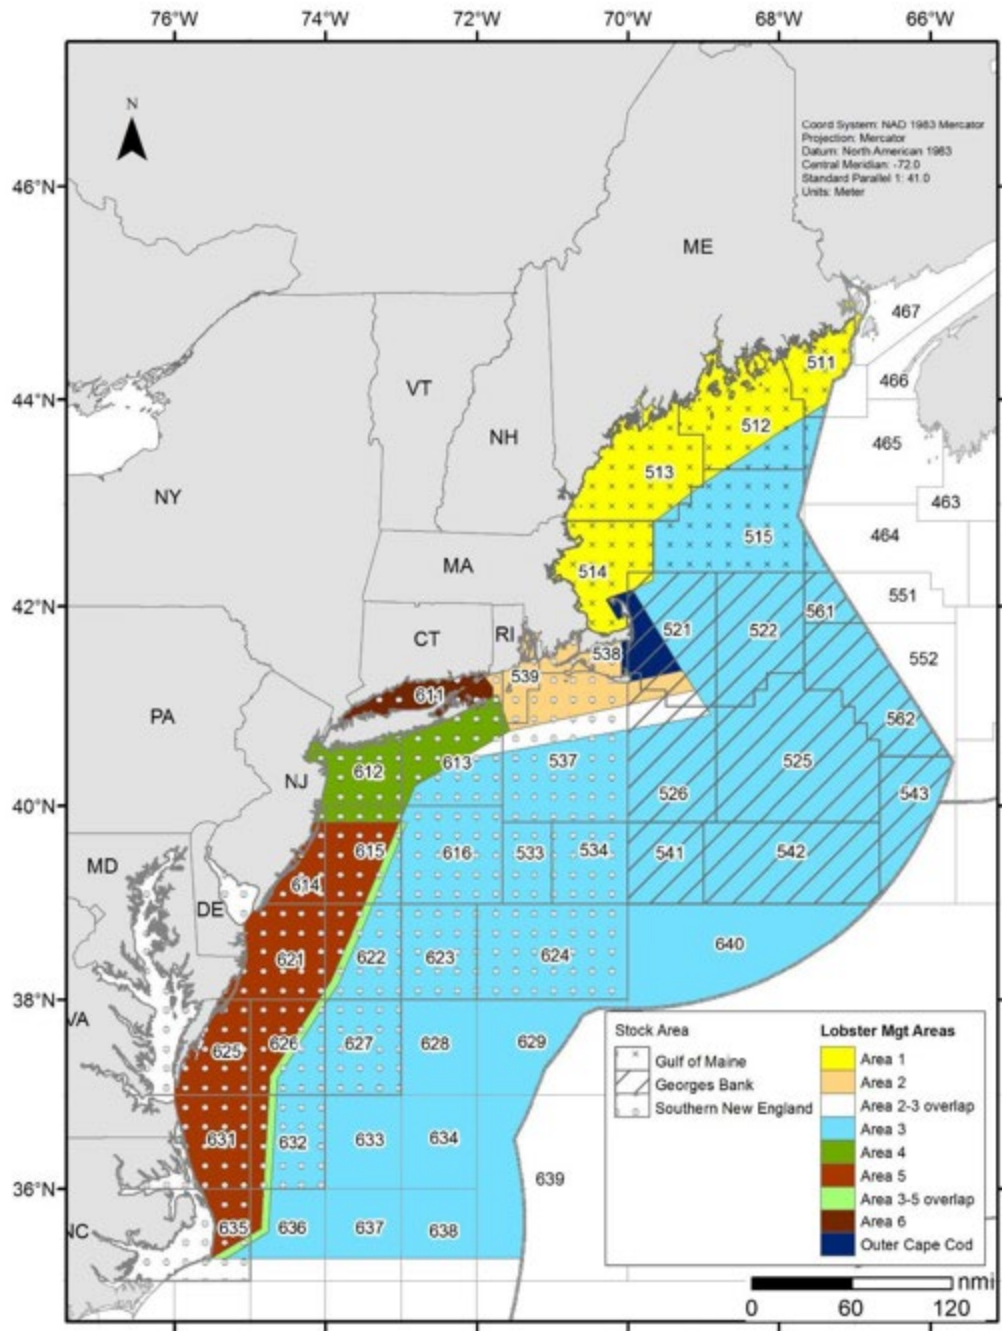 76°W 74°W 72°W 70°W 68°W 66°W
N
Coord System: NAD 1983 Mercator
Projection: Mercator
Datum: North American 1983
Central Meridian: -72.0
Standard Parallel 1: 41.0
Units: Meter
46°N
ME
467
511
466
VT
44°N
512
465
NH
513
463
NY
464
515
MA
514
551
42°N
561
CT
RI
521
522
538
552
539
611
562
PA
613
537
525
612
NJ
526
543
40°N
615
616
533
534
541
542
MD
614
DE
640
621
622
623
624
38°N
VA
625
626
627
628
629
Stock Area
Gulf of Maine
Georges Bank
Southern New England
Lobster Mgt Areas
Area 1
Area 2
Area 2-3 overlap
Area 3
Area 4
Area 5
Area 3-5 overlap
Area 6
Outer Cape Cod
631
632
633
634
639
36°N
NC
635
636
637
638
nmi
0 60 120